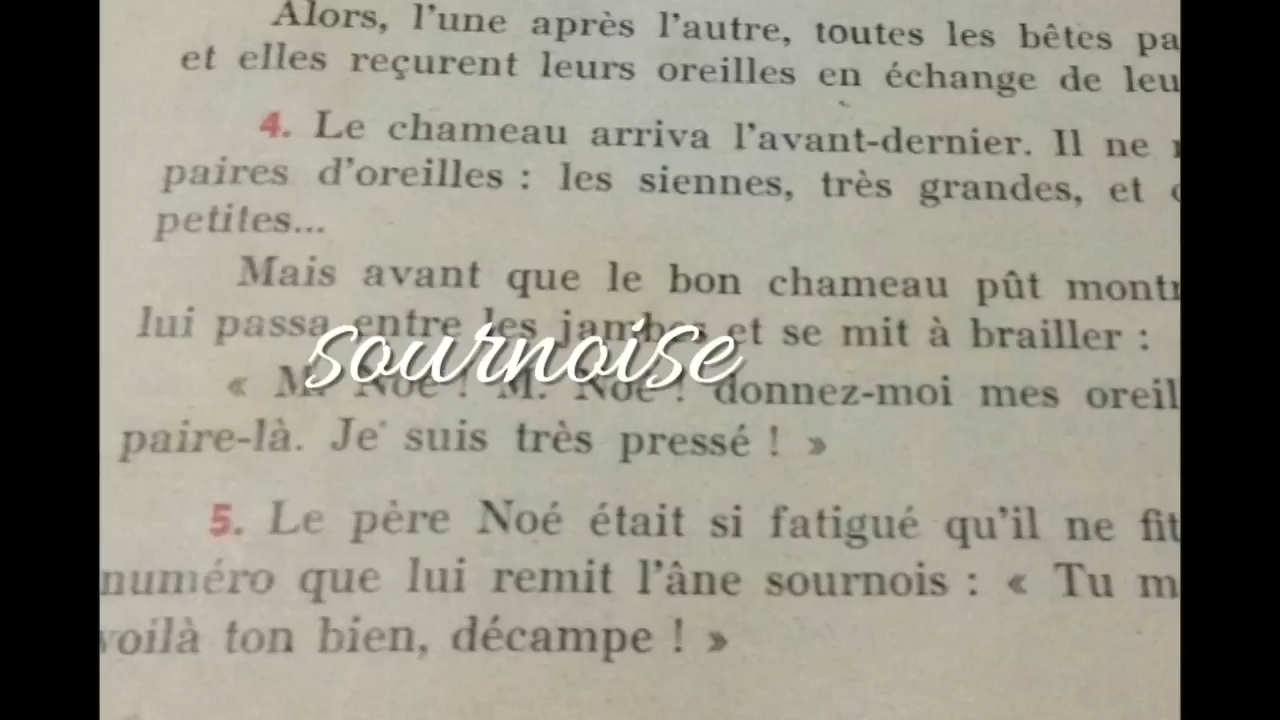 Alors, l'une après l'autre, toutes les bêtes pa
et elles reçurent leurs oreilles en échange de leu
4. Le chameau arriva l'avant-dernier. Il ne
paires d'oreilles : les siennes, très grandes, et
petites...
Mais avant que le bon chameau pût montr
lui passa entre les jambes et se mit à brailler :
sournoise
« M. Noé ! M. Noé ! donnez-moi mes oreil
paire-là. Je suis très pressé ! »
5. Le père Noé était si fatigué qu'il ne fit
numéro que lui remit l'âne sournois : « Tu m
voilà ton bien, décampe ! »